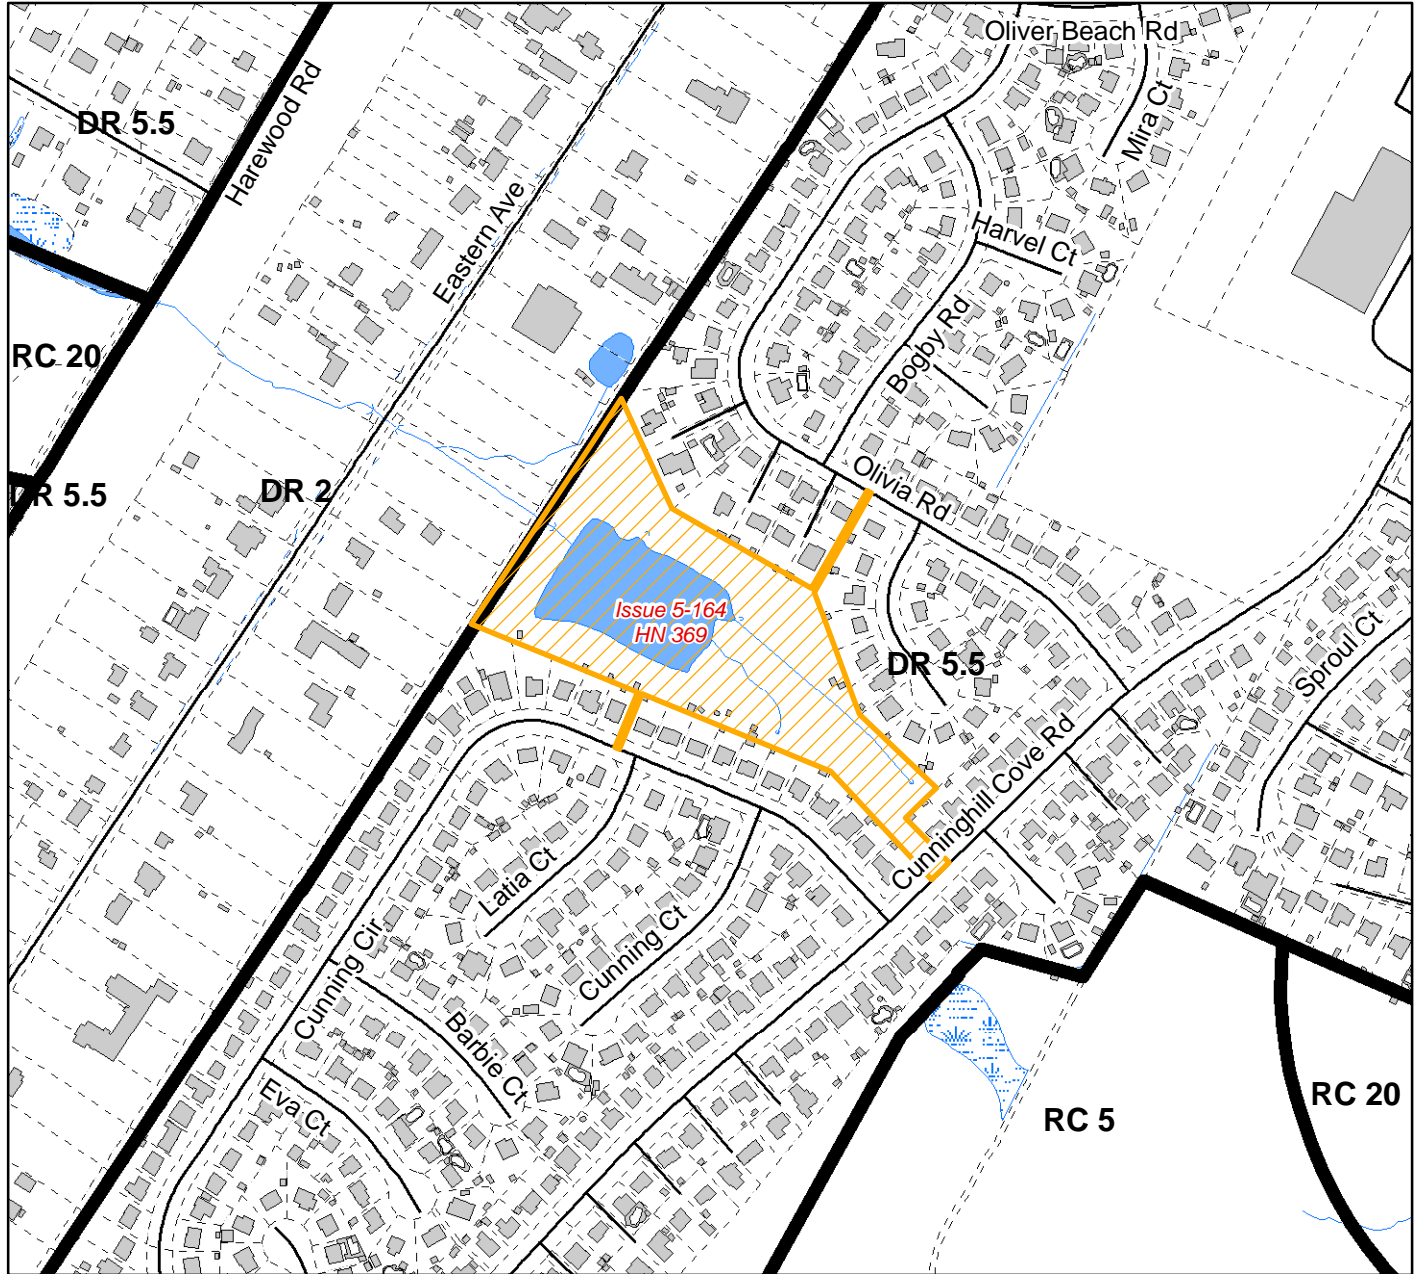 Oliver Beach Rd
Mira Ct
DR 5.5
Harewood Rd
Eastern Ave
Harvel Ct
Bogby Rd
RC 20
DR 5.5
DR 2
Olivia Rd
Issue 5-164
HN 369
DR 5.5
Sproul Ct
Cunninghill Cove Rd
Latia Ct
Cunning Ct
Cunning Cir
Barbie Ct
Eva Ct
RC 5
RC 20